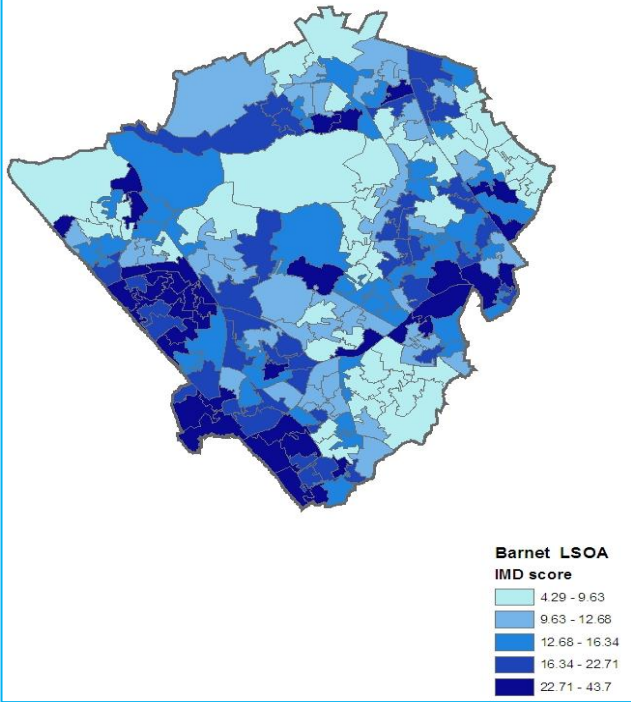 Barnet LSOA
IMD score
4.29 - 9.63
9.63 - 12.68
12.68 - 16.34
16.34 - 22.71
22.71 - 43.7